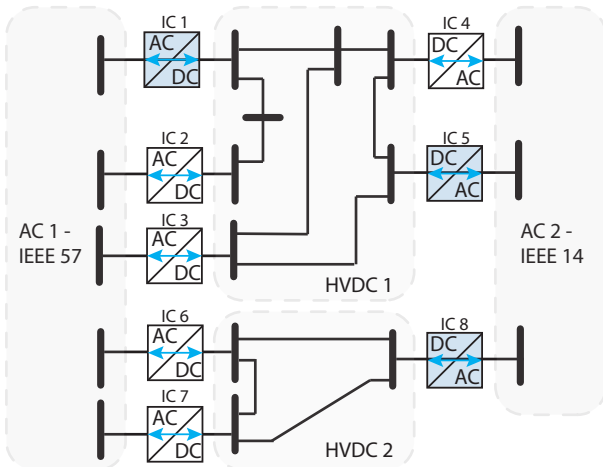 IC 1
AC
DC
IC 4
DC
AC
IC 2
AC
DC
IC 5
DC
AC
IC 3
AC
DC
AC 1 -
IEEE 57
AC 2 -
IEEE 14
HVDC 1
IC 6
AC
DC
IC 8
DC
AC
IC 7
AC
DC
HVDC 2